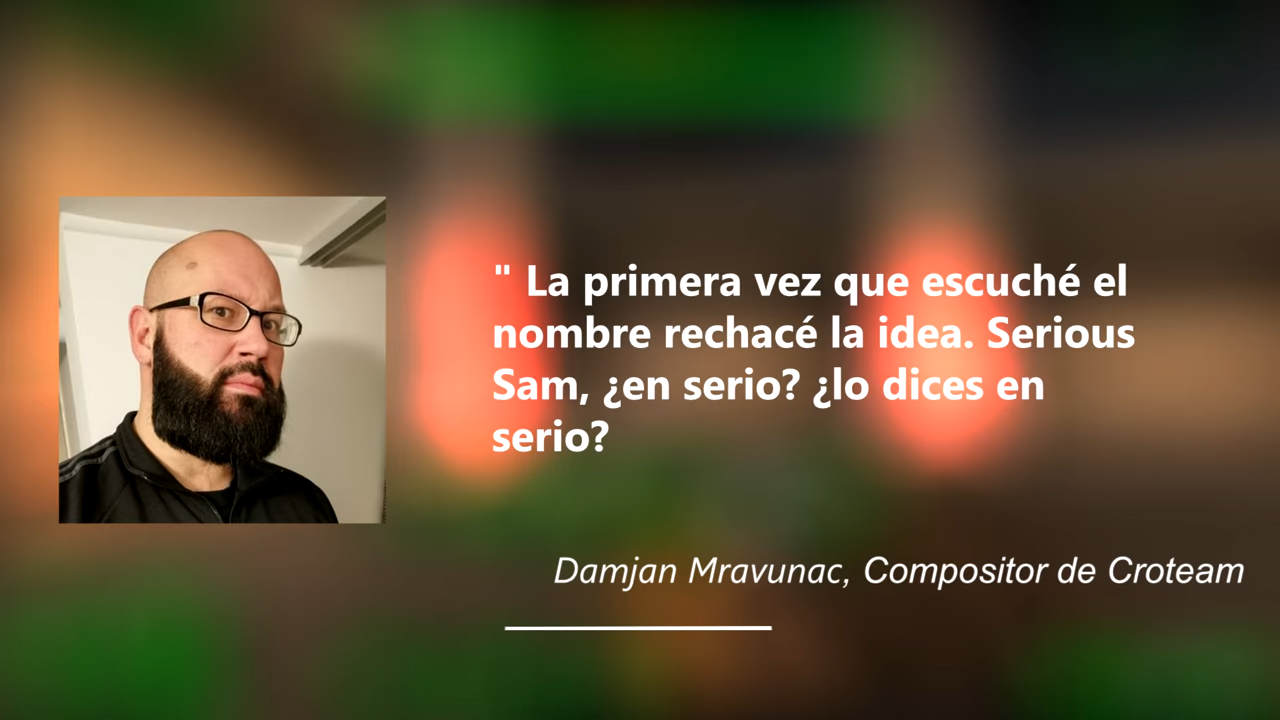 " La primera vez que escuché el
nombre rechacé la idea. Serious
Sam, ¿en serio? ¿lo dices en
serio?
Damjan Mravunac, Compositor de Croteam